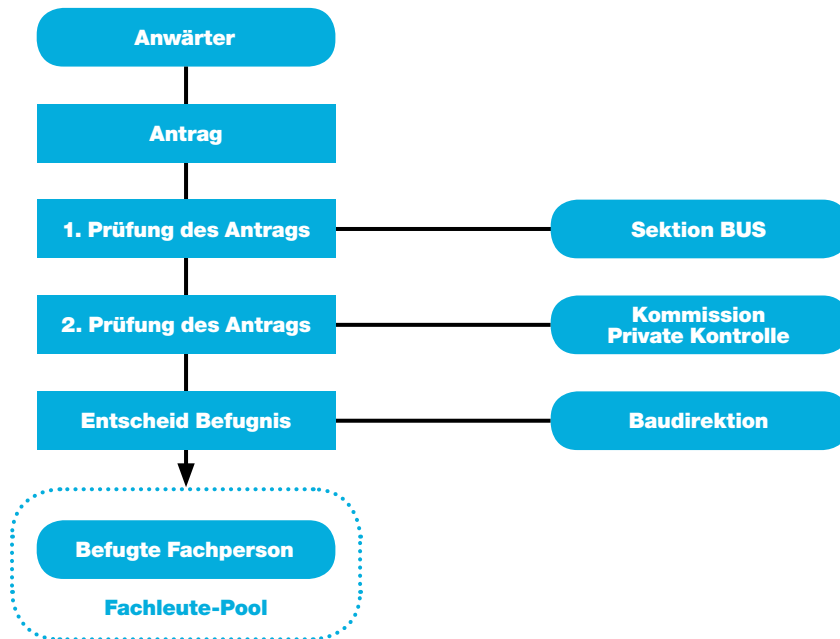 Anwärter
Antrag
1. Prüfung des Antrags
Sektion BUS
2. Prüfung des Antrags
Kommission
Private Kontrolle
Entscheid Befugnis
Baudirektion
Befugte Fachperson
Fachleute-Pool